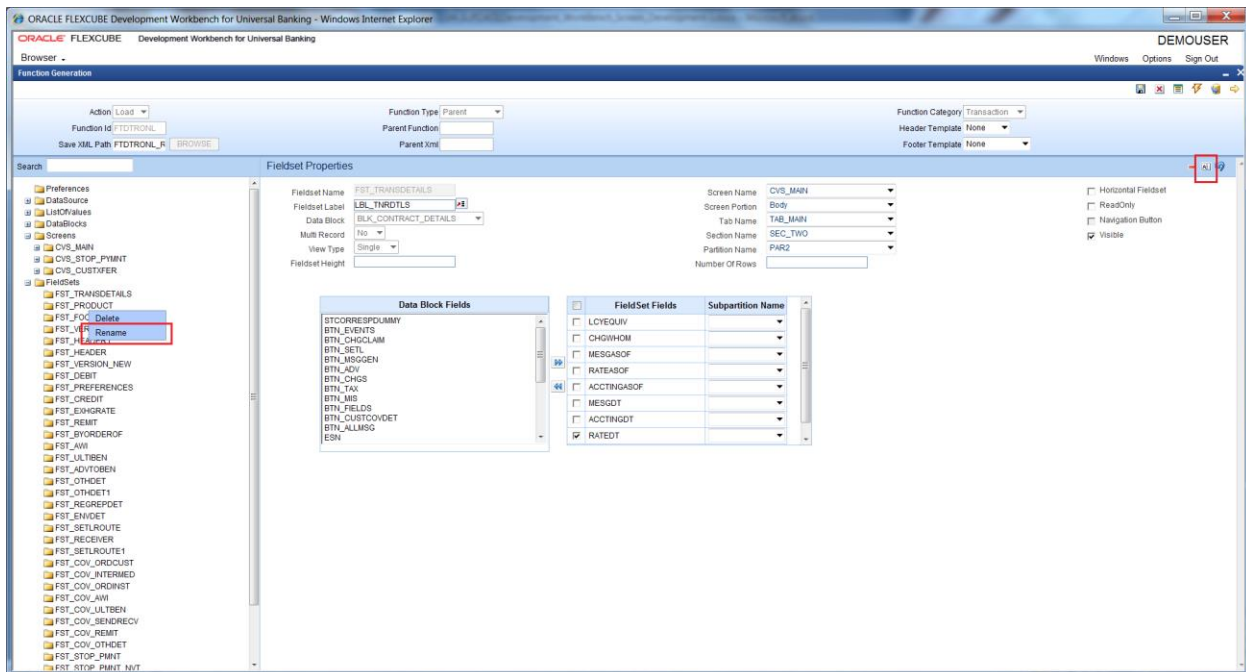 ORACLE FLEXCUBE Development Workbench for Universal Banking - Windows Internet Explorer
ORACLE FLEXCUBE Development Workbench for Universal Banking
DEMOUSER
Browser
Windows Options Sign Out
Function Generation
Action Load
Function Type Parent
Function Category Transaction
Function Id FTDTRONL
Parent Function
Header Template None
Save XML Path FTDTRONL_R BROWSE
Parent Xml
Footer Template None
Search
Fieldset Properties
Preferences
DataSource
ListOfValues
DataBlocks
Screens
CVS_MAIN
CVS_STOP_PYMNT
CVS_CUSTXFER
FieldSets
FST_TRANSDETAILS
FST_PRODUCT
FST_FOO
Delete
FST_VER
Rename
FST_HEADER1
FST_HEADER
FST_VERSION_NEW
FST_DEBIT
FST_PREFERENCES
FST_CREDIT
FST_EXHGRATE
FST_REMIT
FST_BYORDEROF
FST_AWI
FST_ULTIBEN
FST_ADVTOBEN
FST_OTHDET
FST_OTHDET1
FST_REGREPDET
FST_ENVDET
FST_SETLROUTE
FST_RECEIVER
FST_SETLROUTE1
FST_COV_ORDCUST
FST_COV_INTERMED
FST_COV_ORDINST
FST_COV_AWI
FST_COV_ULTBEN
FST_COV_SENDRECV
FST_COV_REMIT
FST_COV_OTHDET
FST_STOP_PMNT
FST_STOP_PMNT_NVT
Fieldset Name FST_TRANSDETAILS
Fieldset Label LBL_TNRDTLS
Data Block BLK_CONTRACT_DETAILS
Multi Record No
View Type Single
Fieldset Height
Screen Name CVS_MAIN
Screen Portion Body
Tab Name TAB_MAIN
Section Name SEC_TWO
Partition Name PAR2
Number Of Rows
Horizontal Fieldset
ReadOnly
Navigation Button
Visible
Data Block Fields
STCORRESPDUMMY
BTN_EVENTS
BTN_CHGCLAIM
BTN_SETL
BTN_MSGGEN
BTN_ADV
BTN_CHGS
BTN_TAX
BTN_MIS
BTN_FIELDS
BTN_CUSTCOVDET
BTN_ALLMSG
ESN
FieldSet Fields Subpartition Name
LCYEQUIV
CHGWHOM
MESGASOF
RATEASOF
ACCTINGASOF
MESGDT
ACCTINGDT
RATEDT